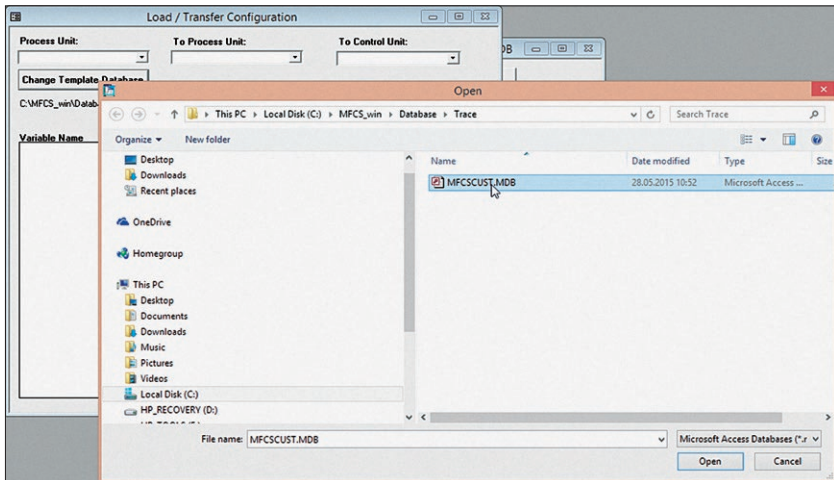 Load / Transfer Configuration
Process Unit:
To Process Unit:
To Control Unit:
DB
Change Template Database
C:\MFCS_win\Datab
Variable Name
Open
This PC
Local Disk (C:)
MFCS_win
Database
Trace
Search Trace
Organize
New folder
Desktop
Downloads
Recent places
OneDrive
Homegroup
This PC
Desktop
Documents
Downloads
Music
Pictures
Videos
Local Disk (C:)
HP_RECOVERY (D:)
Name
Date modified
Type
Size
MFCSCUST.MDB
28.05.2015 10:52
Microsoft Access ...
File name:
MFCSCUST.MDB
Microsoft Access Databases (*.r
Open
Cancel